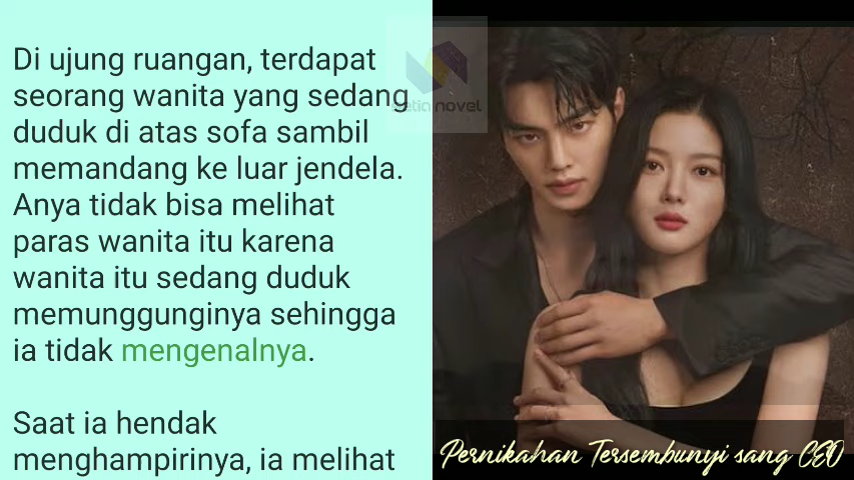 Di ujung ruangan, terdapat
seorang wanita yang sedang
duduk di atas sofa sambil
memandang ke luar jendela.
Anya tidak bisa melihat
paras wanita itu karena
wanita itu sedang duduk
memunggunginya sehingga
ia tidak mengenalnya.
Saat ia hendak
menghampirinya, ia melihat
novel
Pernikahan Tersembunyi sang CEO